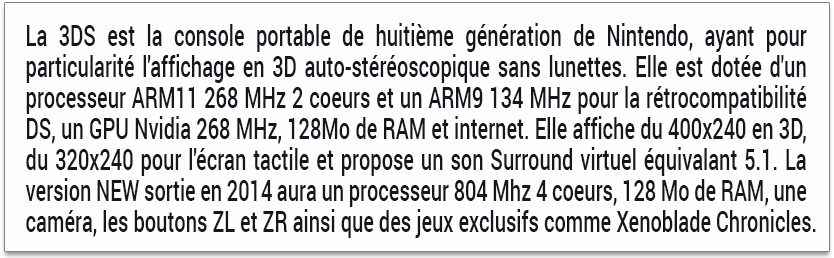 La 3DS est la console portable de huitième génération de Nintendo, ayant pour
particularité l'affichage en 3D auto-stéréoscopique sans lunettes. Elle est dotée d'un
processeur ARM11 268 MHz 2 coeurs et un ARM9 134 MHz pour la rétrocompatibilité
DS, un GPU Nvidia 268 MHz, 128Mo de RAM et internet. Elle affiche du 400x240 en 3D,
du 320x240 pour l'écran tactile et propose un son Surround virtuel équivalant 5.1. La
version NEW sortie en 2014 aura un processeur 804 Mhz 4 coeurs, 128 Mo de RAM, une
caméra, les boutons ZL et ZR ainsi que des jeux exclusifs comme Xenoblade Chronicles.